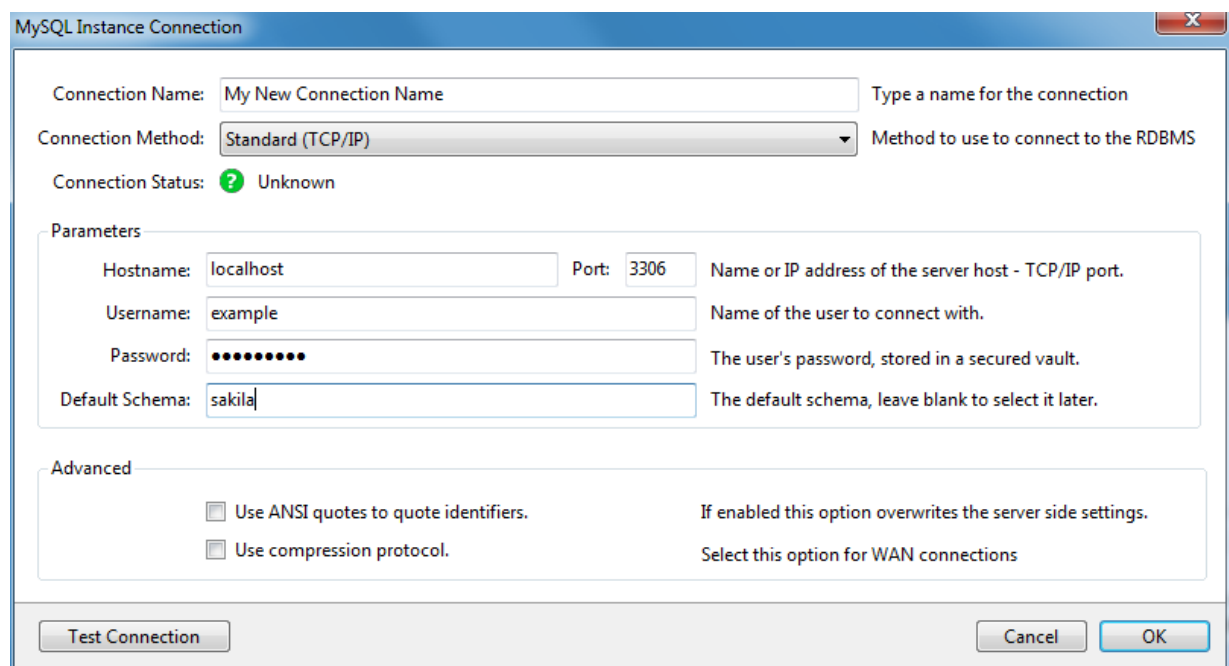 MySQL Instance Connection
Connection Name: My New Connection Name Type a name for the connection
Connection Method: Standard (TCP/IP) Method to use to connect to the RDBMS
Connection Status: ? Unknown
Parameters
Hostname: localhost Port: 3306 Name or IP address of the server host - TCP/IP port.
Username: example Name of the user to connect with.
Password: ●●●●●●●●● The user's password, stored in a secured vault.
Default Schema: sakila The default schema, leave blank to select it later.
Advanced
Use ANSI quotes to quote identifiers. If enabled this option overwrites the server side settings.
Use compression protocol. Select this option for WAN connections
Test Connection Cancel OK